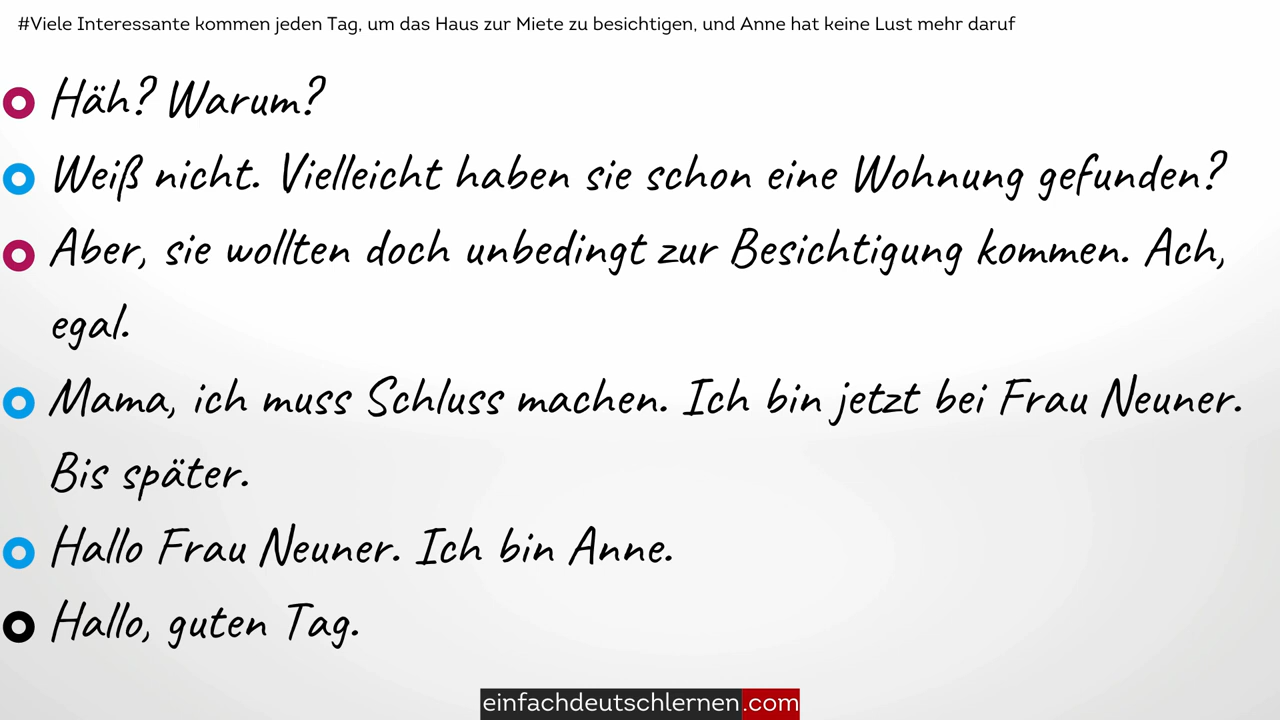 #Viele Interessante kommen jeden Tag, um das Haus zur Miete zu besichtigen, und Anne hat keine Lust mehr daruf
Häh? Warum?
Weiß nicht. Vielleicht haben sie schon eine Wohnung gefunden?
Aber, sie wollten doch unbedingt zur Besichtigung kommen. Ach,
egal.
Mama, ich muss Schluss machen. Ich bin jetzt bei Frau Neuner.
Bis später.
Hallo Frau Neuner. Ich bin Anne.
Hallo, guten Tag.
einfachdeutschlernen.com